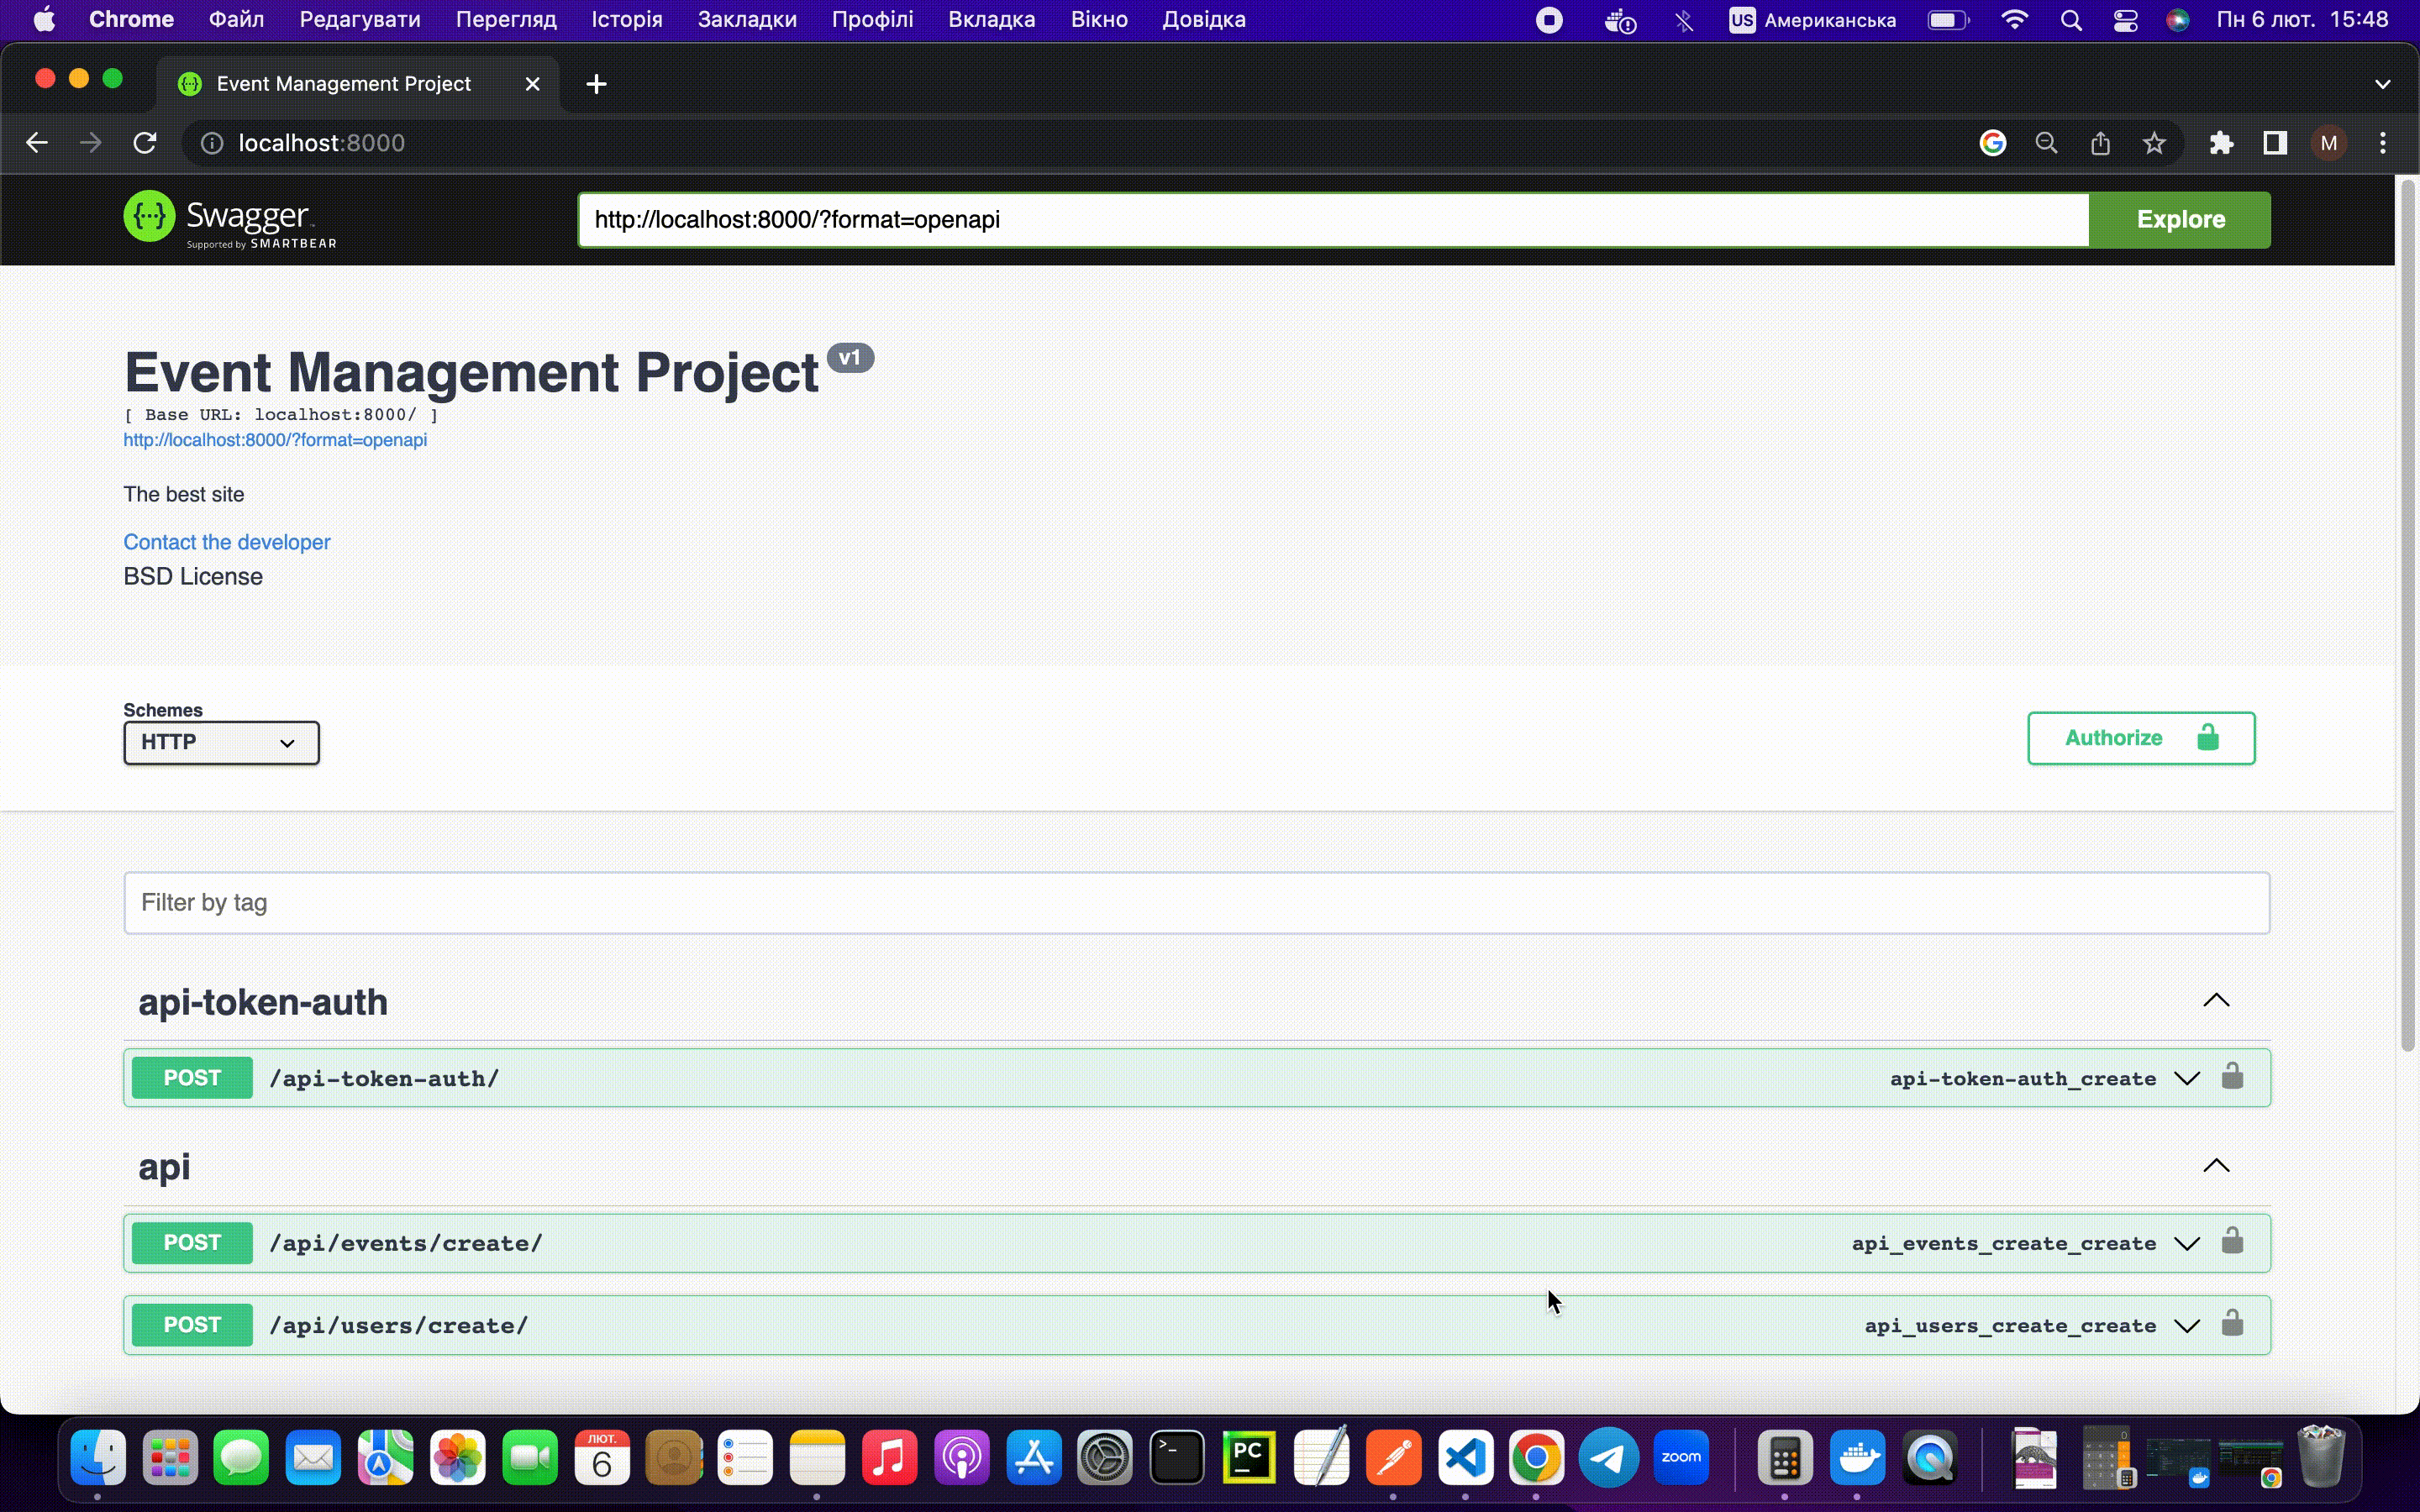 Chrome Файл Редагувати Перегляд Історія Закладки Профілі Вкладка Вікно Довідка US Американська Пн 6 лют. 15:48
Event Management Project
localhost:8000 M
Swagger
Supported by SMARTBEAR
http://localhost:8000/?format=openapi Explore
Event Management Project v1
[ Base URL: localhost:8000/ ]
http://localhost:8000/?format=openapi
The best site
Contact the developer
BSD License
Schemes
HTTP
Authorize
Filter by tag
api-token-auth
POST /api-token-auth/ api-token-auth_create
api
POST /api/events/create/ api_events_create_create
POST /api/users/create/ api_users_create_create
ЛЮТ.
6
PC
zoom